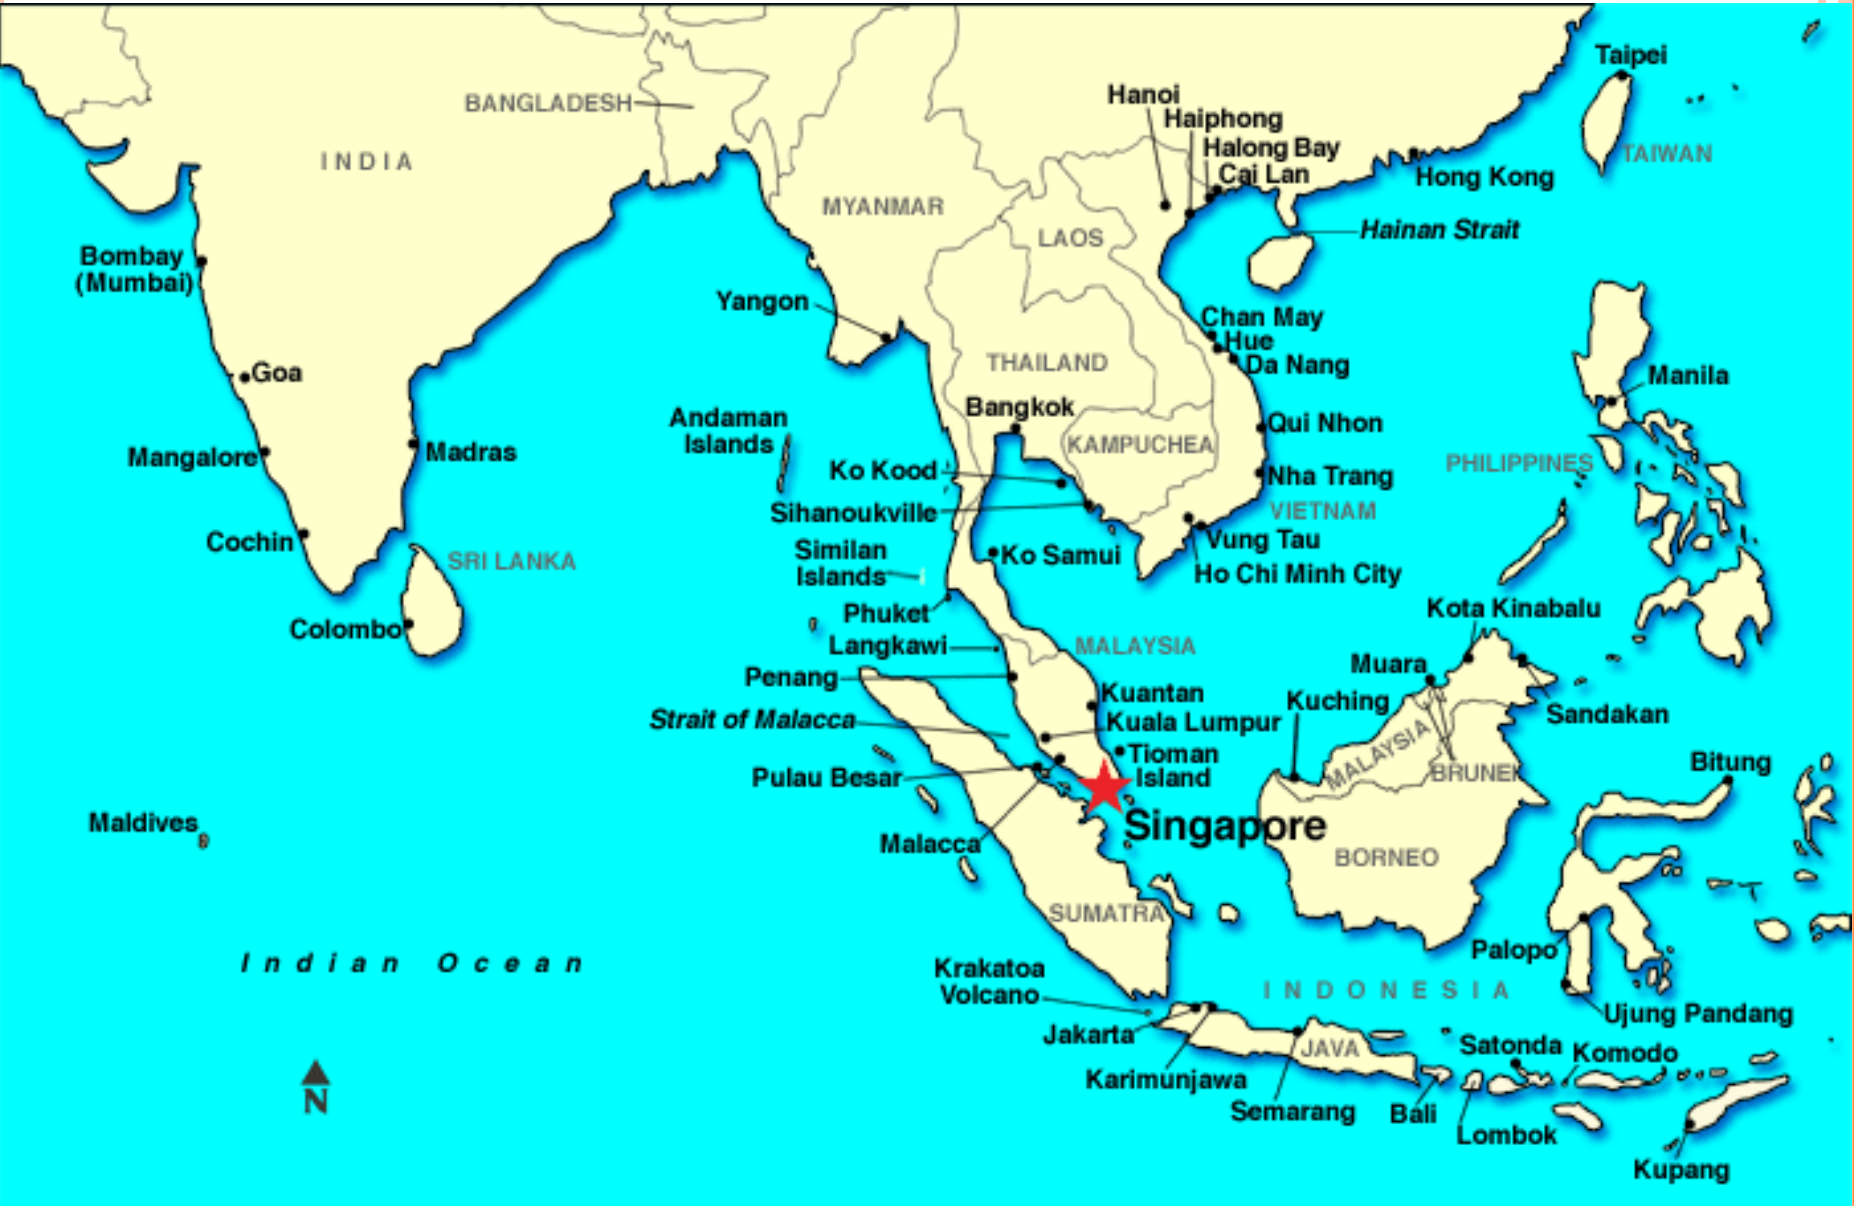 Taipei
Hanoi
BANGLADESH
Haiphong
Halong Bay
TAIWAN
INDIA
Cai Lan
Hong Kong
MYANMAR
Hainan Strait
LAOS
Bombay
(Mumbai)
Yangon
Chan May
Hue
THAILAND
Da Nang
Goa
Manila
Bangkok
Andaman
Islands
Qui Nhon
KAMPUCHEA
Mangalore
Madras
PHILIPPINES
Ko Kood
Nha Trang
Sihanoukville
VIETNAM
Cochin
Vung Tau
Similan
Islands
Ko Samui
SRI LANKA
Ho Chi Minh City
Phuket
Kota Kinabalu
Colombo
Langkawi
MALAYSIA
Muara
Penang
Kuantan
Kuching
Strait of Malacca
Kuala Lumpur
Sandakan
Tioman
Island
MALAYSIA
BRUNEI
Bitung
Pulau Besar
Maldives
Singapore
Malacca
BORNEO
SUMATRA
Palopo
Indian Ocean
Krakatoa
Volcano
INDONESIA
Ujung Pandang
Jakarta
JAVA
Satonda
Komodo
Karimunjawa
N
Semarang
Bali
Lombok
Kupang